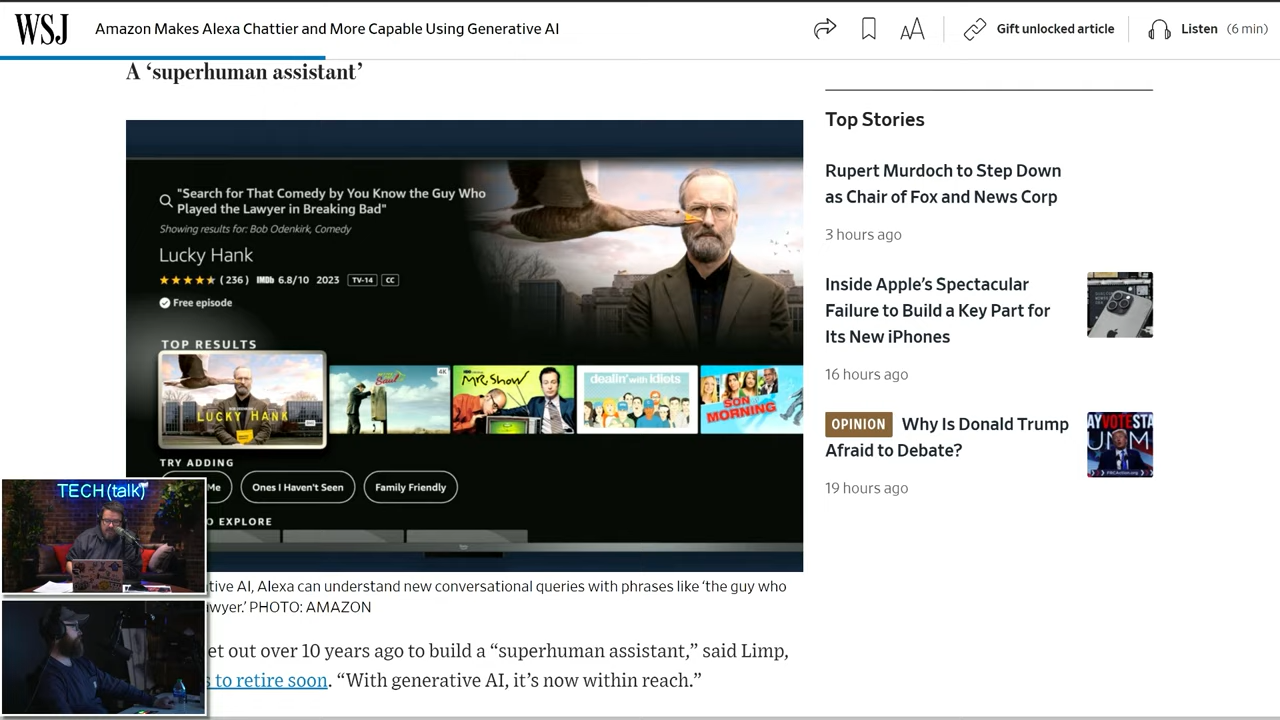 WSJ
Amazon Makes Alexa Chattier and More Capable Using Generative AI
AA
Gift unlocked article
Listen (6 min)
A ‘superhuman assistant’
"Search for That Comedy by You Know the Guy Who
Played the Lawyer in Breaking Bad"
Showing results for: Bob Odenkirk, Comedy
Lucky Hank
(236) IMDb 6.8/10 2023 TV-14 CC
Free episode
TOP RESULTS
LUCKY HANK
Saul
4K
MR. Show
dealin' with idiots
SON
MORNING
TRY ADDING
Me
Ones I Haven't Seen
Family Friendly
O EXPLORE
TECH(talk)
tive AI, Alexa can understand new conversational queries with phrases like ‘the guy who
wyer.’ PHOTO: AMAZON
et out over 10 years ago to build a “superhuman assistant,” said Limp,
s to retire soon. “With generative AI, it’s now within reach.”
Top Stories
Rupert Murdoch to Step Down
as Chair of Fox and News Corp
3 hours ago
Inside Apple’s Spectacular
Failure to Build a Key Part for
Its New iPhones
16 hours ago
OPINION Why Is Donald Trump
Afraid to Debate?
19 hours ago